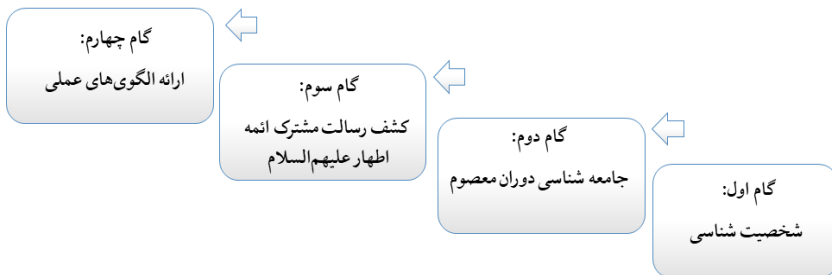 گام اول:
شخصیت شناسی
گام دوم:
جامعه شناسی دوران معصوم
گام سوم:
کشف رسالت مشترک ائمه
اطهار علیهم‌السلام
گام چهارم:
ارائه الگوی‌های عملی